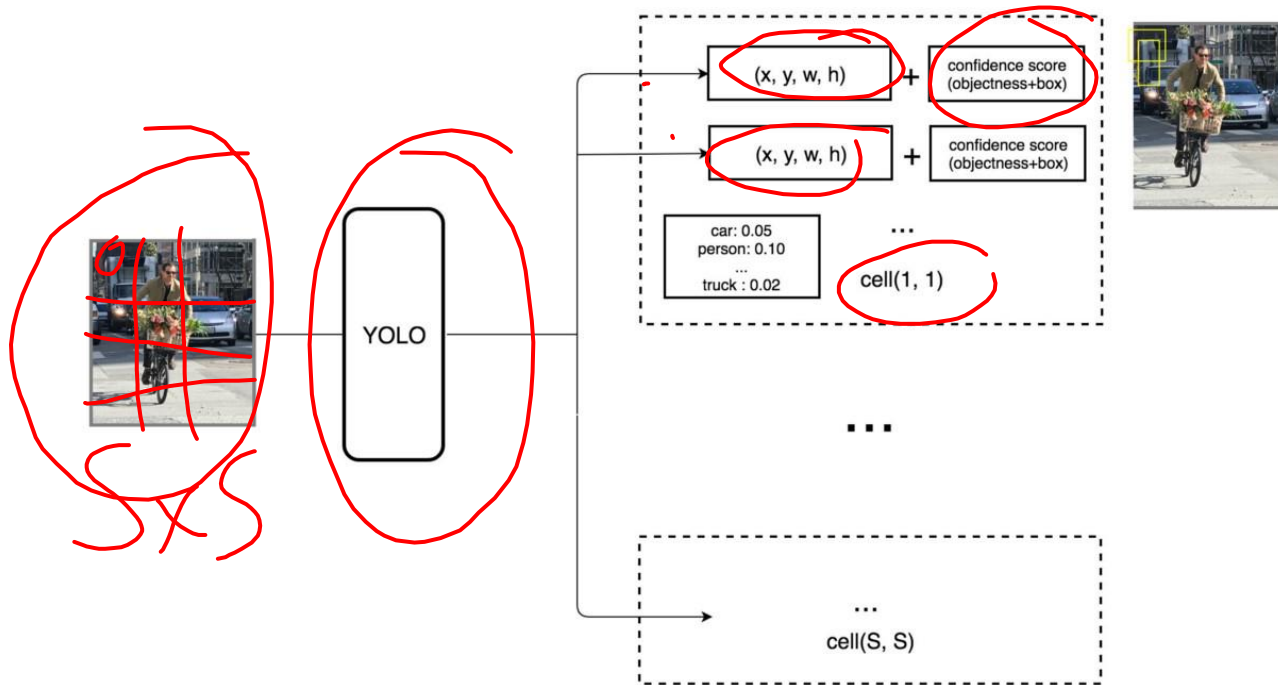 (x, y, w, h) + confidence score
(objectness+box)
(x, y, w, h) + confidence score
(objectness+box)
car: 0.05
person: 0.10
...
truck : 0.02
...
cell(1, 1)
YOLO
...
SxS
...
cell(S, S)